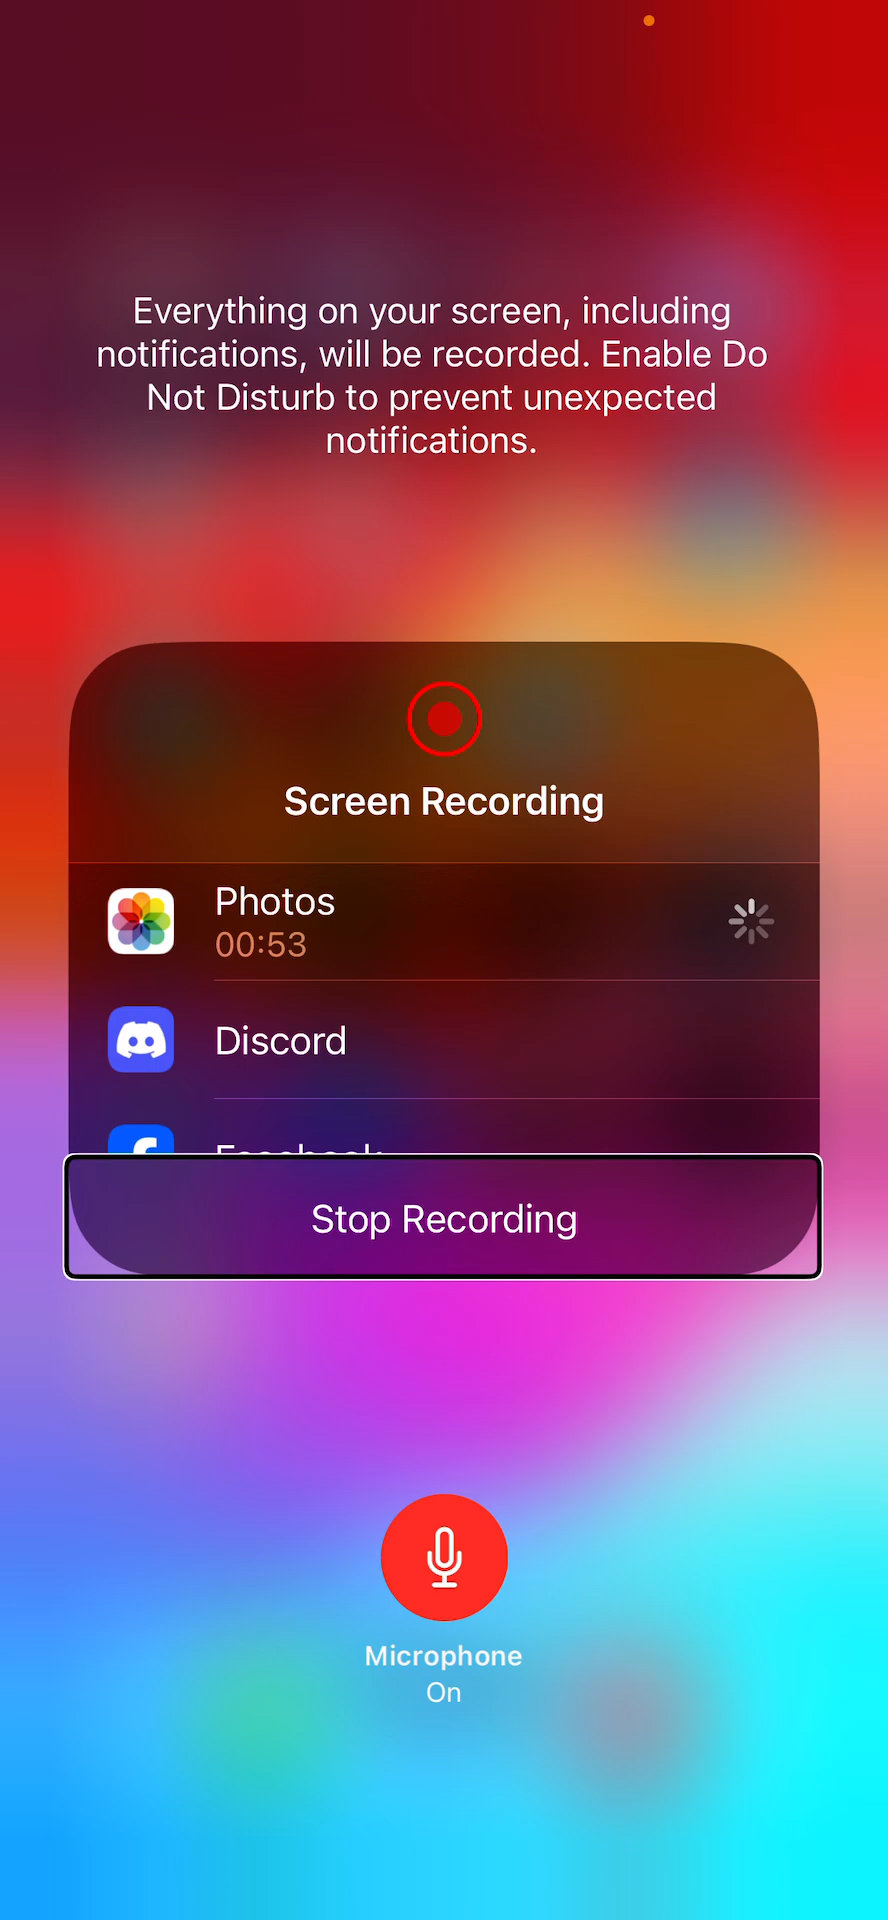 Everything on your screen, including
notifications, will be recorded. Enable Do
Not Disturb to prevent unexpected
notifications.
Screen Recording
Photos
00:53
Discord
Facebook
Stop Recording
Microphone
On